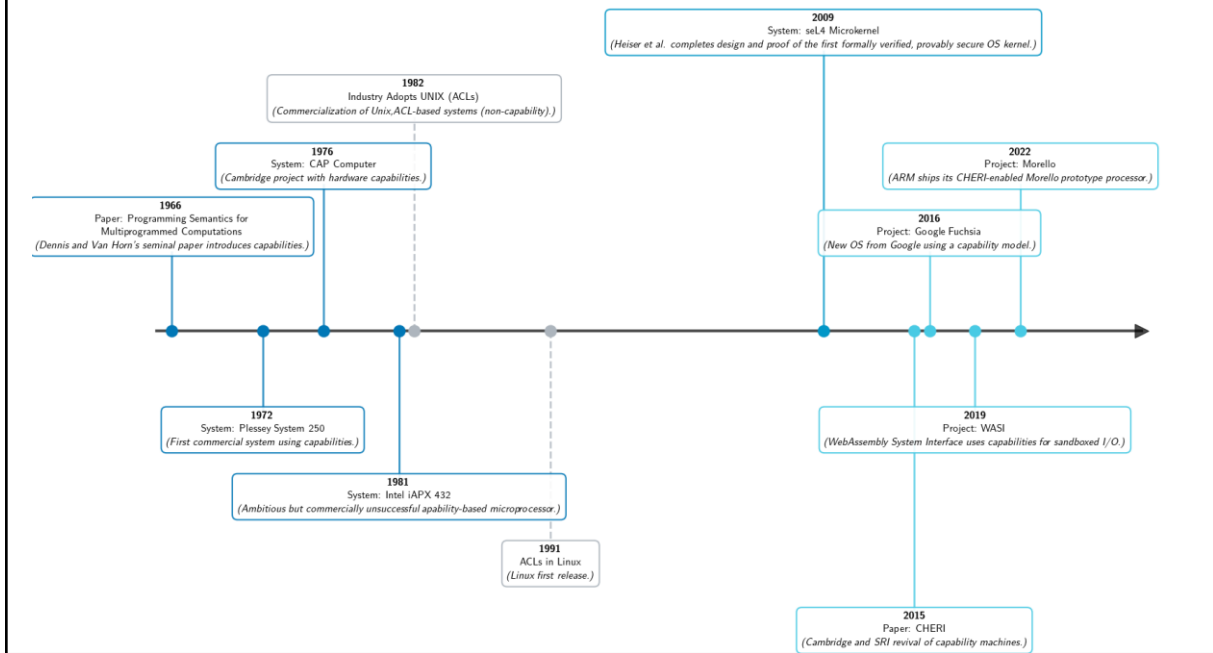 2009
System: seL4 Microkernel
(Heiser et al. completes design and proof of the first formally verified, provably secure OS kernel.)
1982
Industry Adopts UNIX (ACLs)
(Commercialization of Unix,ACL-based systems (non-capability).)
1976
System: CAP Computer
(Cambridge project with hardware capabilities.)
2022
Project: Morello
(ARM ships its CHERI-enabled Morello prototype processor.)
1966
Paper: Programming Semantics for
Multiprogrammed Computations
(Dennis and Van Horn's seminal paper introduces capabilities.)
2016
Project: Google Fuchsia
(New OS from Google using a capability model.)
1972
System: Plessey System 250
(First commercial system using capabilities.)
2019
Project: WASI
(WebAssembly System Interface uses capabilities for sandboxed I/O.)
1981
System: Intel iAPX 432
(Ambitious but commercially unsuccessful apability-based microprocessor.)
1991
ACLs in Linux
(Linux first release.)
2015
Paper: CHERI
(Cambridge and SRI revival of capability machines.)